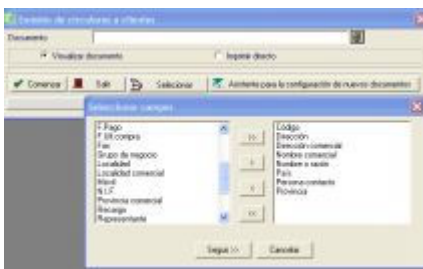 Emisión de circulares a clientes
Documento
Visualizar documento
Imprimir directo
Comenzar
Salir
Seleccionar
Asistente para la configuración de nuevos documentos
Seleccionar campos
F.Pago
F.Ult.compra
Fax
Grupo de negocio
Localidad
Localidad comercial
Móvil
N.I.F.
Provincia comercial
Recargo
Representante
>>
>
<
<<
Código
Dirección
Dirección comercial
Nombre comercial
Nombre o razón
País
Persona contacto
Provincia
Seguir >>
Cancelar